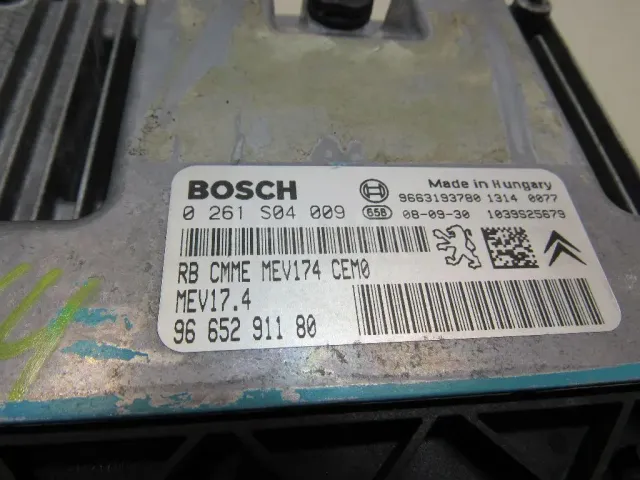 BOSCH
0 261 S04 009
658
Made in Hungary
9663193780 1314 0077
08-09-30 1039S25679
RB CMME MEV174 CEM0
MEV17.4
96 652 911 80
4